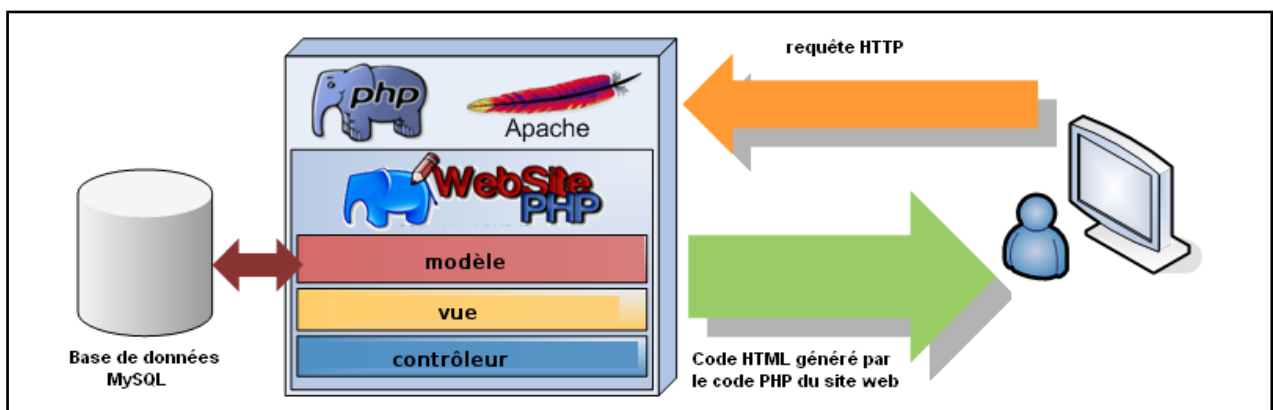 requête HTTP
php
Apache
WebSite
PHP
modèle
vue
contrôleur
Base de données
MySQL
Code HTML généré par
le code PHP du site web